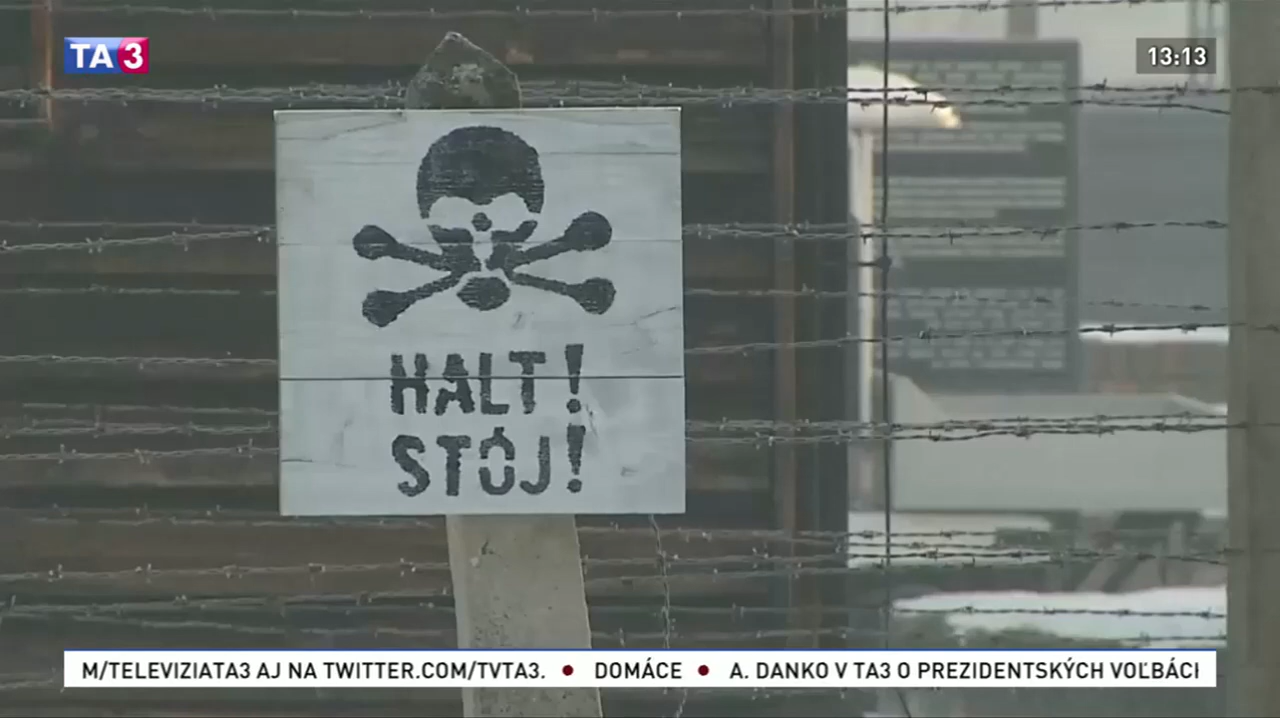 TA3
13:13
HALT!
STÓJ!
M/TELEVIZIATA3 AJ NA TWITTER.COM/TVTA3. • DOMÁCE • A. DANKO V TA3 O PREZIDENTSKÝCH VOĽBÁCH